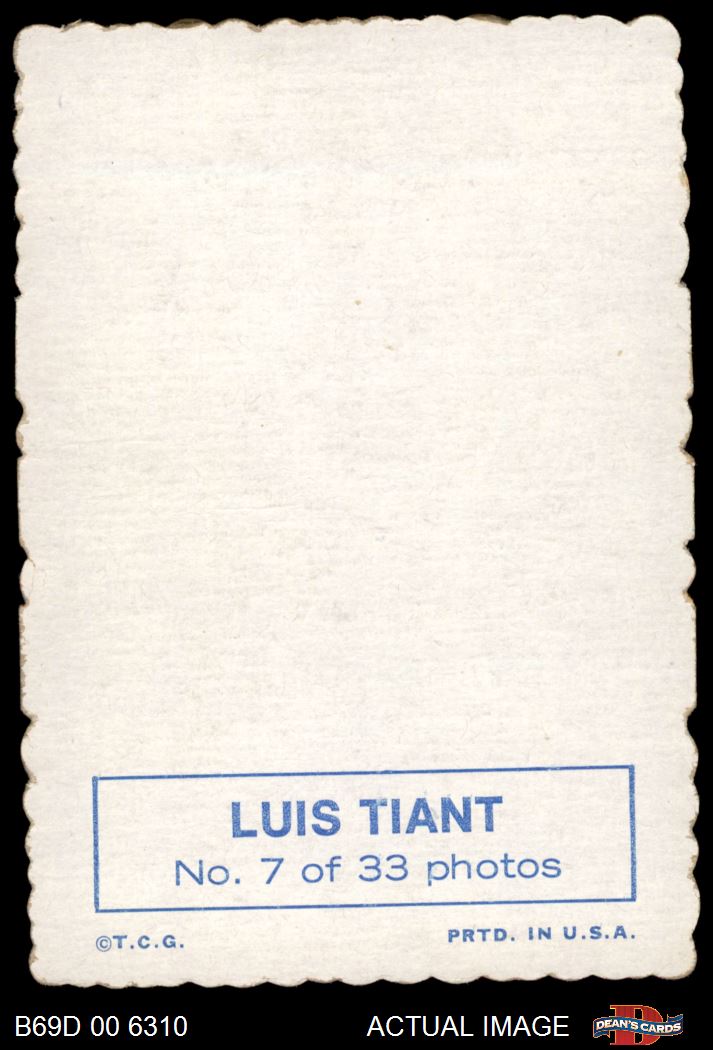 LUIS TIANT
No. 7 of 33 photos
©T.C.G.
PRTD. IN U.S.A.
B69D 00 6310
ACTUAL IMAGE
D
DEAN'S CARDS